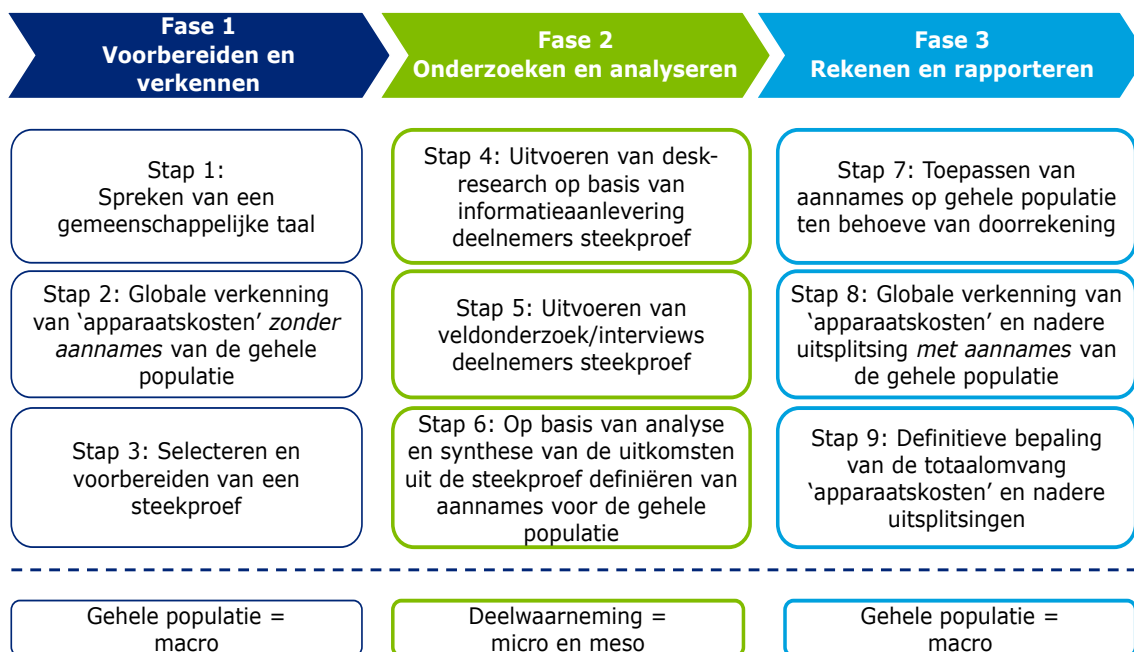 Fase 1
Voorbereiden en
verkennen
Fase 2
Onderzoeken en analyseren
Fase 3
Rekenen en rapporteren
Stap 1:
Spreken van een
gemeenschappelijke taal
Stap 2: Globale verkenning
van ‘apparaatskosten’ zonder
aannames van de gehele
populatie
Stap 3: Selecteren en
voorbereiden van een
steekproef
Stap 4: Uitvoeren van desk-
research op basis van
informatieaanlevering
deelnemers steekproef
Stap 5: Uitvoeren van
veldonderzoek/interviews
deelnemers steekproef
Stap 6: Op basis van analyse
en synthese van de uitkomsten
uit de steekproef definiëren van
aannames voor de gehele
populatie
Stap 7: Toepassen van
aannames op gehele populatie
ten behoeve van doorrekening
Stap 8: Globale verkenning van
‘apparaatskosten’ en nadere
uitsplitsing met aannames van
de gehele populatie
Stap 9: Definitieve bepaling
van de totaalomvang
‘apparaatskosten’ en nadere
uitsplitsingen
Gehele populatie =
macro
Deelwaarneming =
micro en meso
Gehele populatie =
macro